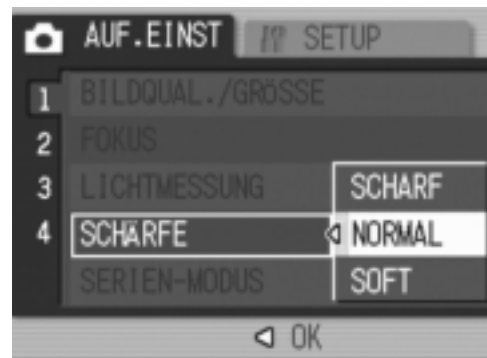 AUF.EINST SETUP
1 BILDQUAL./GRÖSSE
2 FOKUS
3 LICHTMESSUNG SCHARF
4 SCHÄRFE NORMAL
SERIEN-MODUS SOFT
OK